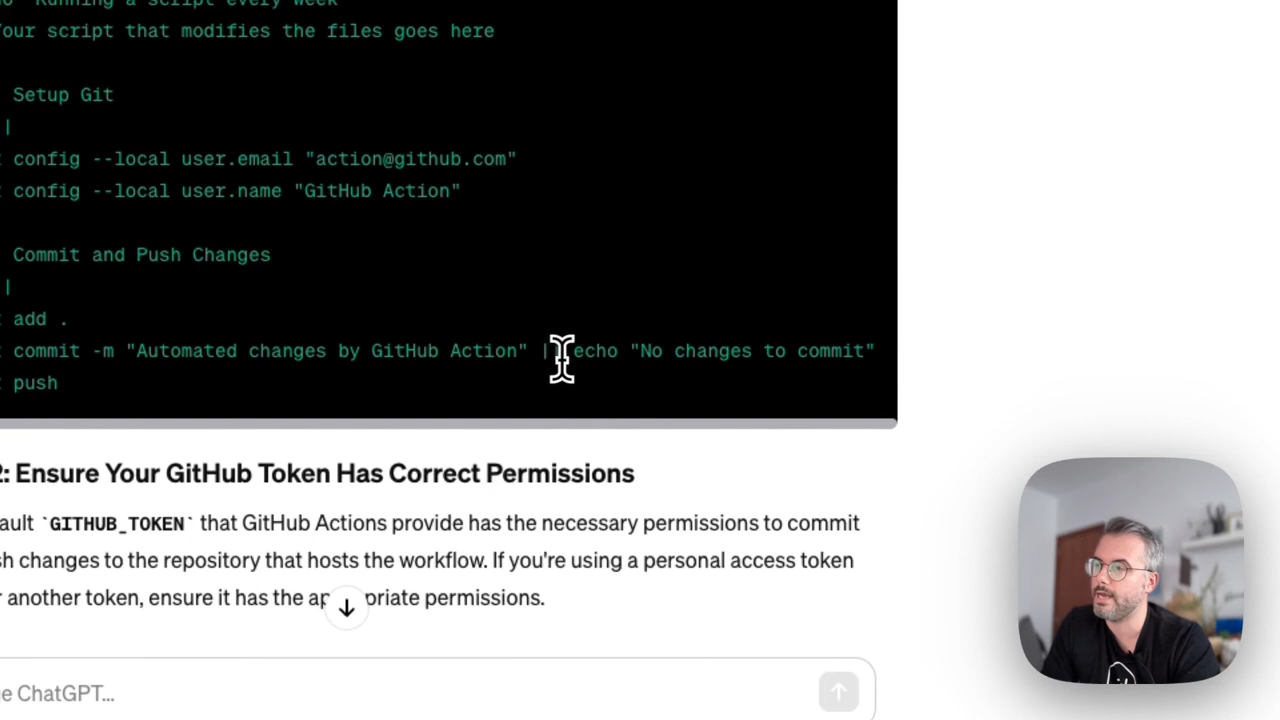 Running a script every week
Your script that modifies the files goes here
Setup Git
|
config --local user.email "action@github.com"
config --local user.name "GitHub Action"
Commit and Push Changes
|
add .
commit -m "Automated changes by GitHub Action" || echo "No changes to commit"
push
2: Ensure Your GitHub Token Has Correct Permissions
`GITHUB_TOKEN` that GitHub Actions provide has the necessary permissions to commit
changes to the repository that hosts the workflow. If you're using a personal access token
another token, ensure it has the permissions.
ChatGPT...